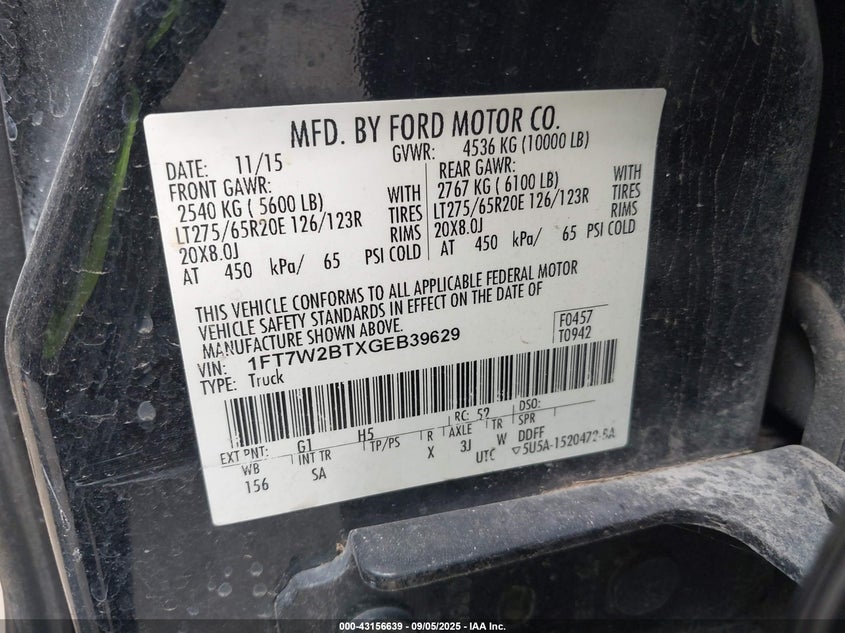 MFD. BY FORD MOTOR CO.
DATE: 11/15 GVWR: 4536 KG (10000 LB)
FRONT GAWR: REAR GAWR:
2540 KG ( 5600 LB) WITH 2767 KG ( 6100 LB) WITH
LT275/65R20E 126/123R TIRES LT275/65R20E 126/123R TIRES
20X8.0J RIMS 20X8.0J RIMS
AT 450 kPa/ 65 PSI COLD AT 450 kPa/ 65 PSI COLD
THIS VEHICLE CONFORMS TO ALL APPLICABLE FEDERAL MOTOR
VEHICLE SAFETY STANDARDS IN EFFECT ON THE DATE OF
MANUFACTURE SHOWN ABOVE.
VIN: 1FT7W2BTXGEB39629
TYPE: Truck
F0457
T0942
EXT PNT: G1 H5 RC: 52 DSO:
WB INT TR TP/PS R AXLE TR SPR
156 SA X 3J W DDFF
UTC ▽5U5A-1520472-BA
000-43156639 - 09/05/2025 - IAA Inc.